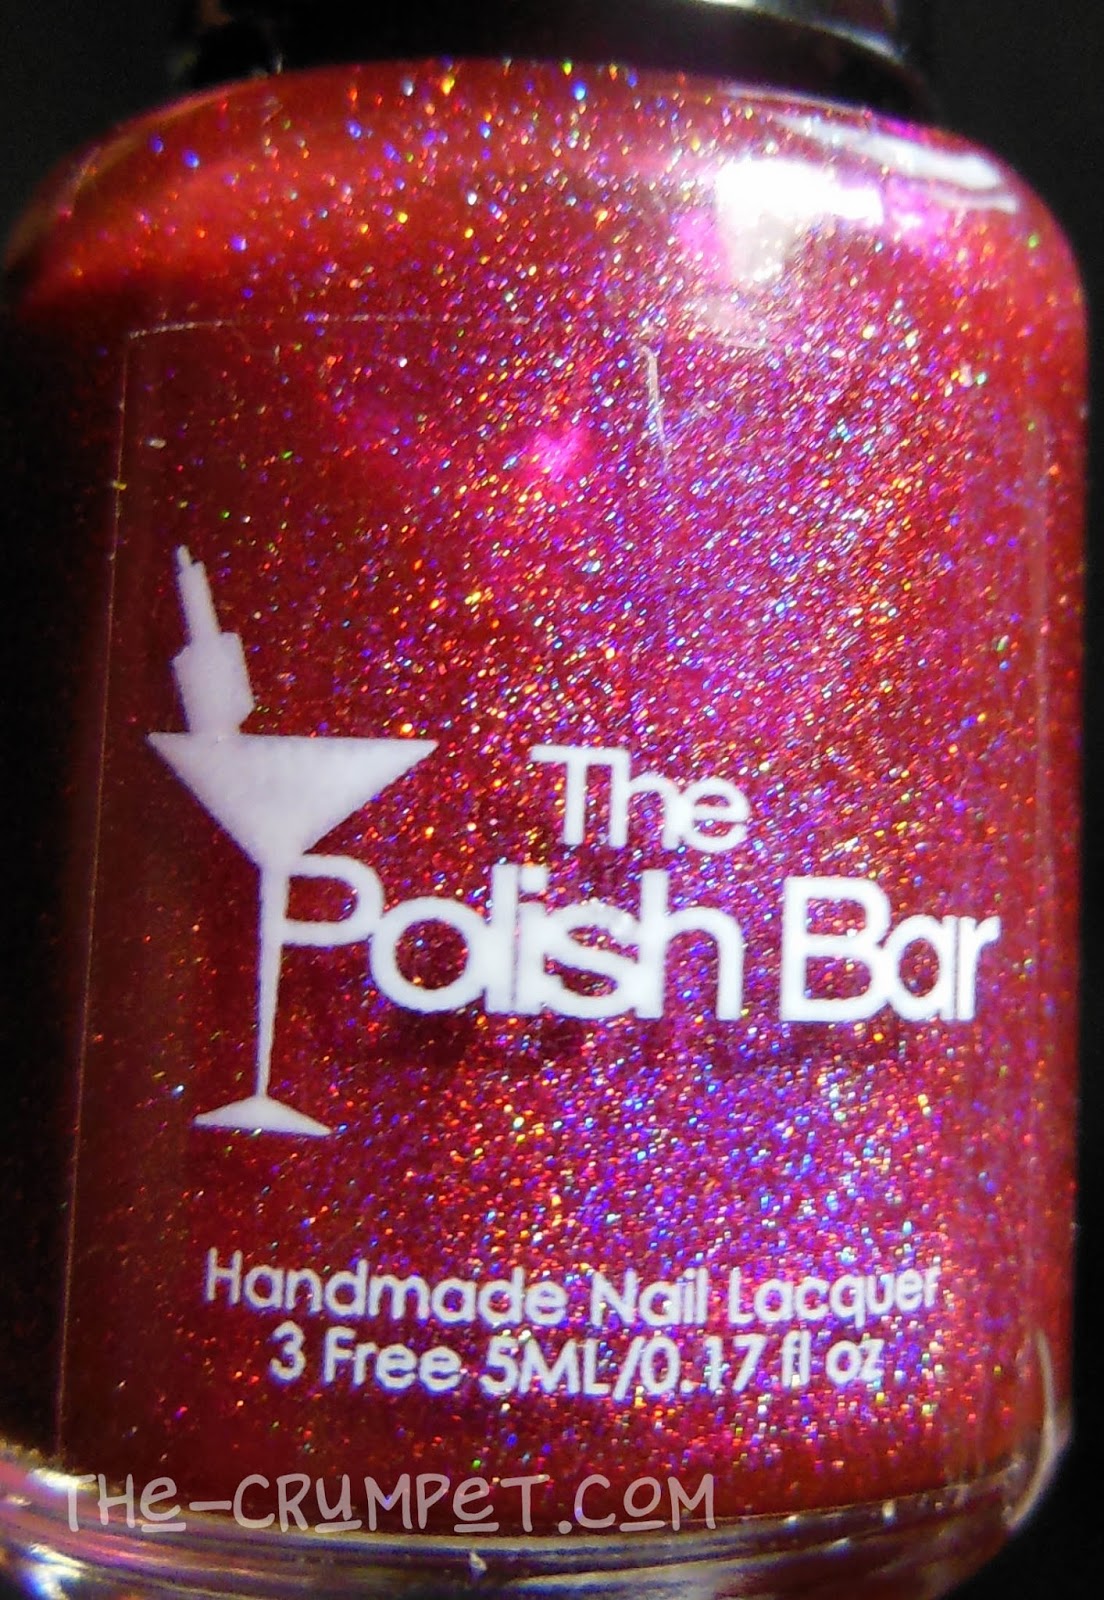 The
Polish Bar
Handmade Nail Lacquer
3 Free 5ML/0.17 fl oz
THE-CRUMPET.COM